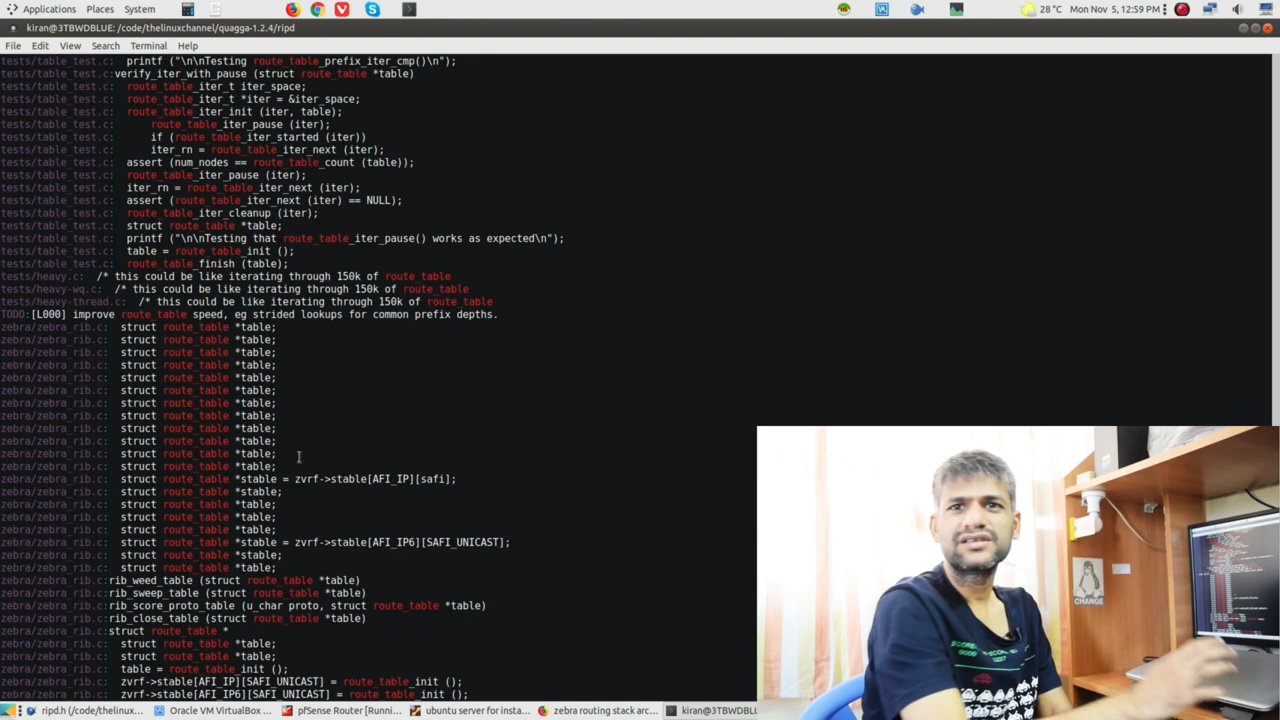 Applications Places System
28 °C Mon Nov 5, 12:59 PM
kiran@3TBWDBLUE: /code/thelinuxchannel/quagga-1.2.4/ripd
File Edit View Search Terminal Help
tests/table_test.c:  printf ("\n\nTesting route_table_prefix_iter_cmp()\n");
tests/table_test.c:verify_iter_with_pause (struct route_table *table)
tests/table_test.c:  route_table_iter_t iter_space;
tests/table_test.c:  route_table_iter_t *iter = &iter_space;
tests/table_test.c:  route_table_iter_init (iter, table);
tests/table_test.c:      route_table_iter_pause (iter);
tests/table_test.c:      if (route_table_iter_started (iter))
tests/table_test.c:      iter_rn = route_table_iter_next (iter);
tests/table_test.c:  assert (num_nodes == route_table_count (table));
tests/table_test.c:  route_table_iter_pause (iter);
tests/table_test.c:  iter_rn = route_table_iter_next (iter);
tests/table_test.c:  assert (route_table_iter_next (iter) == NULL);
tests/table_test.c:  route_table_iter_cleanup (iter);
tests/table_test.c:  struct route_table *table;
tests/table_test.c:  printf ("\n\nTesting that route_table_iter_pause() works as expected\n");
tests/table_test.c:  table = route_table_init ();
tests/table_test.c:  route_table_finish (table);
tests/heavy.c:  /* this could be like iterating through 150k of route_table
tests/heavy-wq.c:  /* this could be like iterating through 150k of route_table
tests/heavy-thread.c:  /* this could be like iterating through 150k of route_table
TODO:[L000] improve route_table speed, eg strided lookups for common prefix depths.
zebra/zebra_rib.c:  struct route_table *table;
zebra/zebra_rib.c:  struct route_table *table;
zebra/zebra_rib.c:  struct route_table *table;
zebra/zebra_rib.c:  struct route_table *table;
zebra/zebra_rib.c:  struct route_table *table;
zebra/zebra_rib.c:  struct route_table *table;
zebra/zebra_rib.c:  struct route_table *table;
zebra/zebra_rib.c:  struct route_table *table;
zebra/zebra_rib.c:  struct route_table *table;
zebra/zebra_rib.c:  struct route_table *table;
zebra/zebra_rib.c:  struct route_table *table;
zebra/zebra_rib.c:  struct route_table *table;
zebra/zebra_rib.c:  struct route_table *stable = zvrf->stable[AFI_IP][safi];
zebra/zebra_rib.c:  struct route_table *stable;
zebra/zebra_rib.c:  struct route_table *table;
zebra/zebra_rib.c:  struct route_table *table;
zebra/zebra_rib.c:  struct route_table *table;
zebra/zebra_rib.c:  struct route_table *stable = zvrf->stable[AFI_IP6][SAFI_UNICAST];
zebra/zebra_rib.c:  struct route_table *stable;
zebra/zebra_rib.c:  struct route_table *table;
zebra/zebra_rib.c:rib_weed_table (struct route_table *table)
zebra/zebra_rib.c:rib_sweep_table (struct route_table *table)
zebra/zebra_rib.c:rib_score_proto_table (u_char proto, struct route_table *table)
zebra/zebra_rib.c:rib_close_table (struct route_table *table)
zebra/zebra_rib.c:struct route_table *
zebra/zebra_rib.c:  struct route_table *table;
zebra/zebra_rib.c:  struct route_table *table;
zebra/zebra_rib.c:  table = route_table_init ();
zebra/zebra_rib.c:  zvrf->stable[AFI_IP][SAFI_UNICAST] = route_table_init ();
zebra/zebra_rib.c:  zvrf->stable[AFI_IP6][SAFI_UNICAST] = route_table_init ();
CHANGE
ripd.h (/code/thelinux... Oracle VM VirtualBox ... pfSense Router [Runni... ubuntu server for insta... zebra routing stack arc... kiran@3TBWDBLUE: